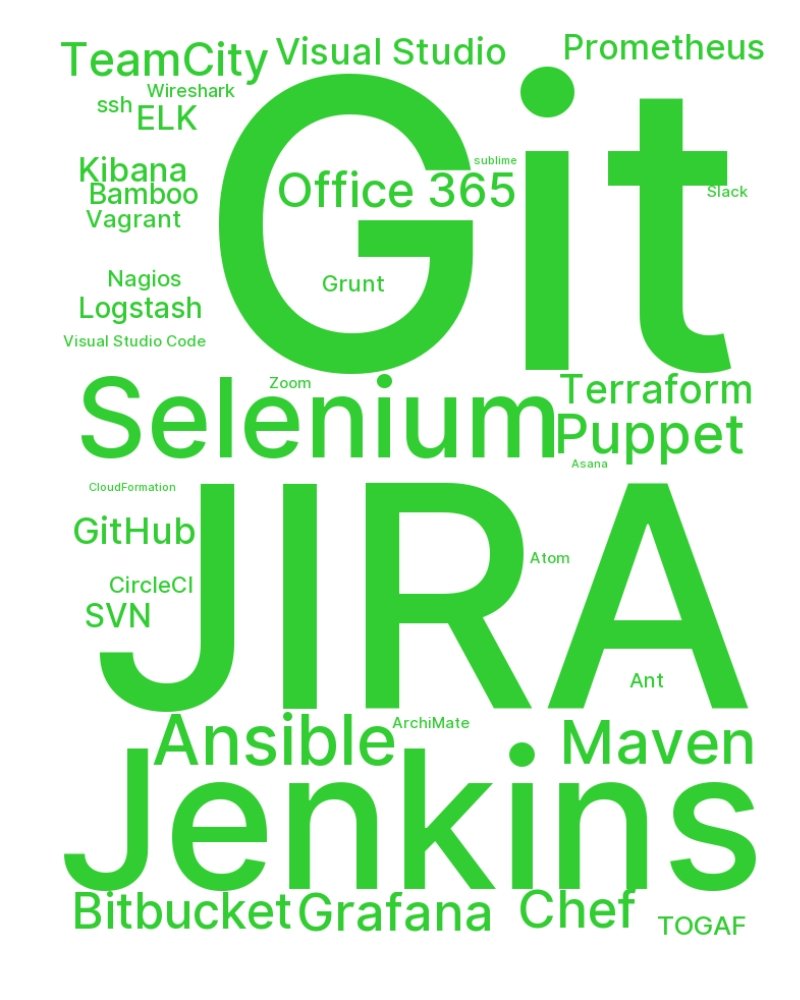 TeamCity
Visual Studio
Prometheus
Wireshark
ssh
ELK
Git
sublime
Kibana
Office 365
Bamboo
Slack
Vagrant
Nagios
Grunt
Logstash
Visual Studio Code
Zoom
Selenium
Terraform
Puppet
Asana
CloudFormation
JIRA
GitHub
Atom
CircleCI
SVN
Ant
Ansible
ArchiMate
Maven
Jenkins
Bitbucket
Grafana
Chef
TOGAF